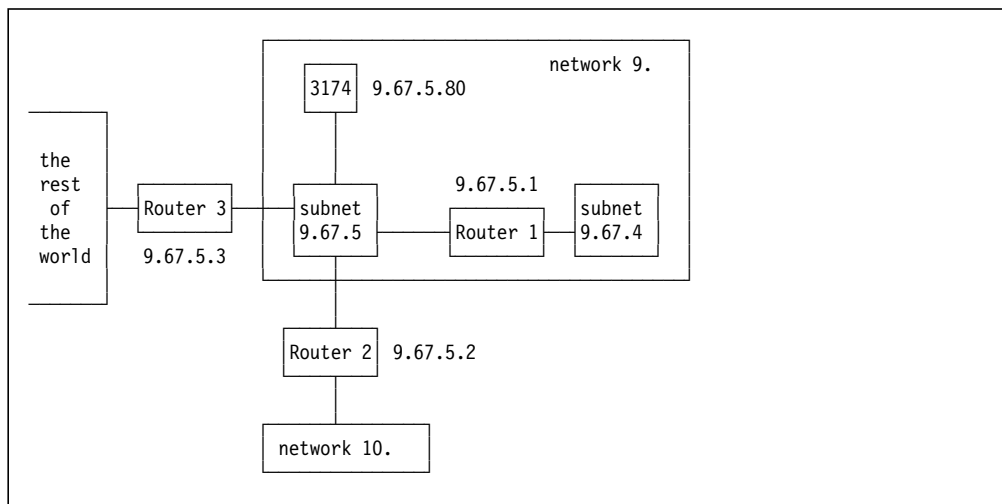 network 9.
3174 9.67.5.80
the
rest
of
the
world
Router 3
9.67.5.3
subnet
9.67.5
9.67.5.1
Router 1
subnet
9.67.4
Router 2 9.67.5.2
network 10.